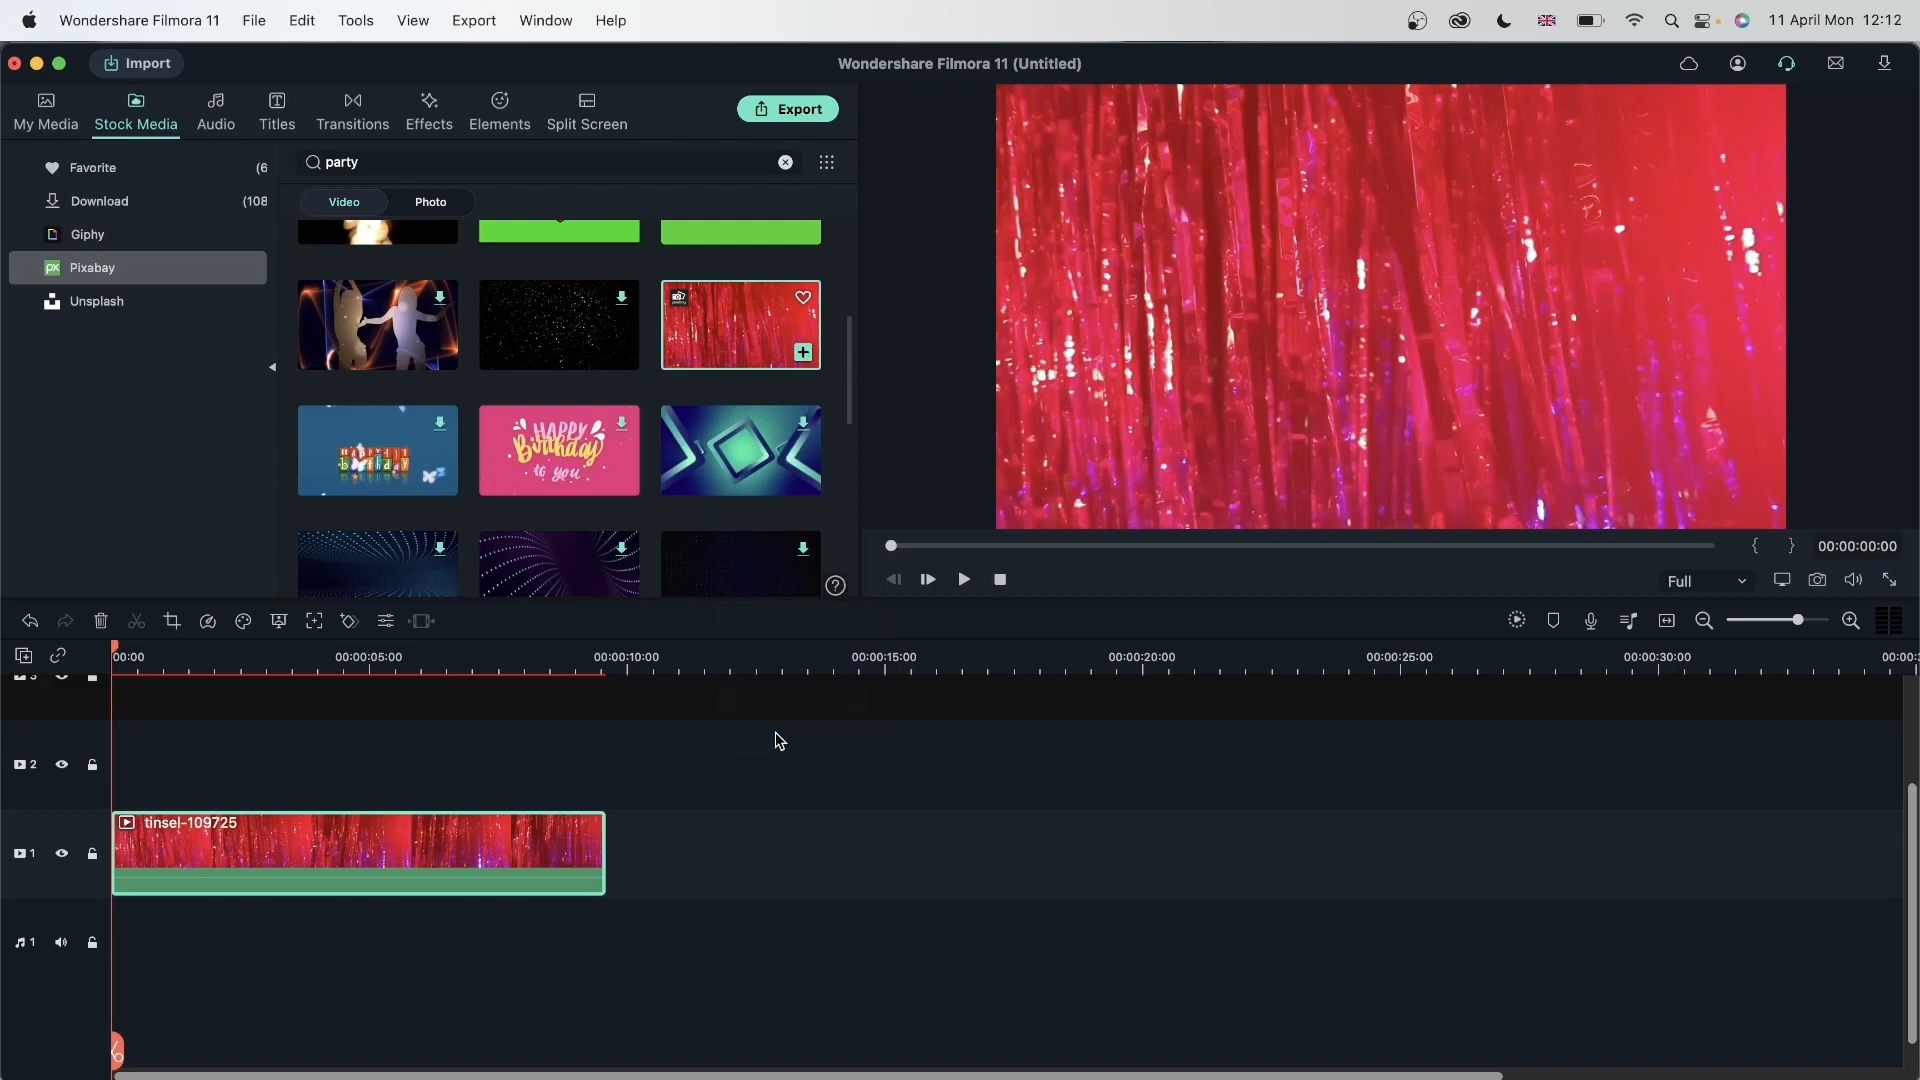 Wondershare Filmora 11 File Edit Tools View Export Window Help 11 April Mon 12:12
Import Wondershare Filmora 11 (Untitled)
My Media Stock Media Audio Titles Transitions Effects Elements Split Screen Export
Favorite (6
party
Download (108
Video Photo
Giphy
Pixabay
Unsplash
HAPPY
Birthday
to you
HAPPY
birthday
00:00:00:00
Full
00:00 00:00:05:00 00:00:10:00 00:00:15:00 00:00:20:00 00:00:25:00 00:00:30:00 00:00:
3
2
tinsel-109725
1
1